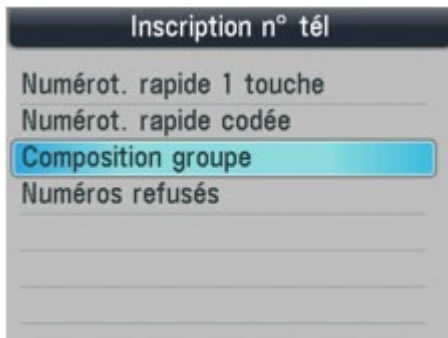 Inscription n° tél
Numérot. rapide 1 touche
Numérot. rapide codée
Composition groupe
Numéros refusés